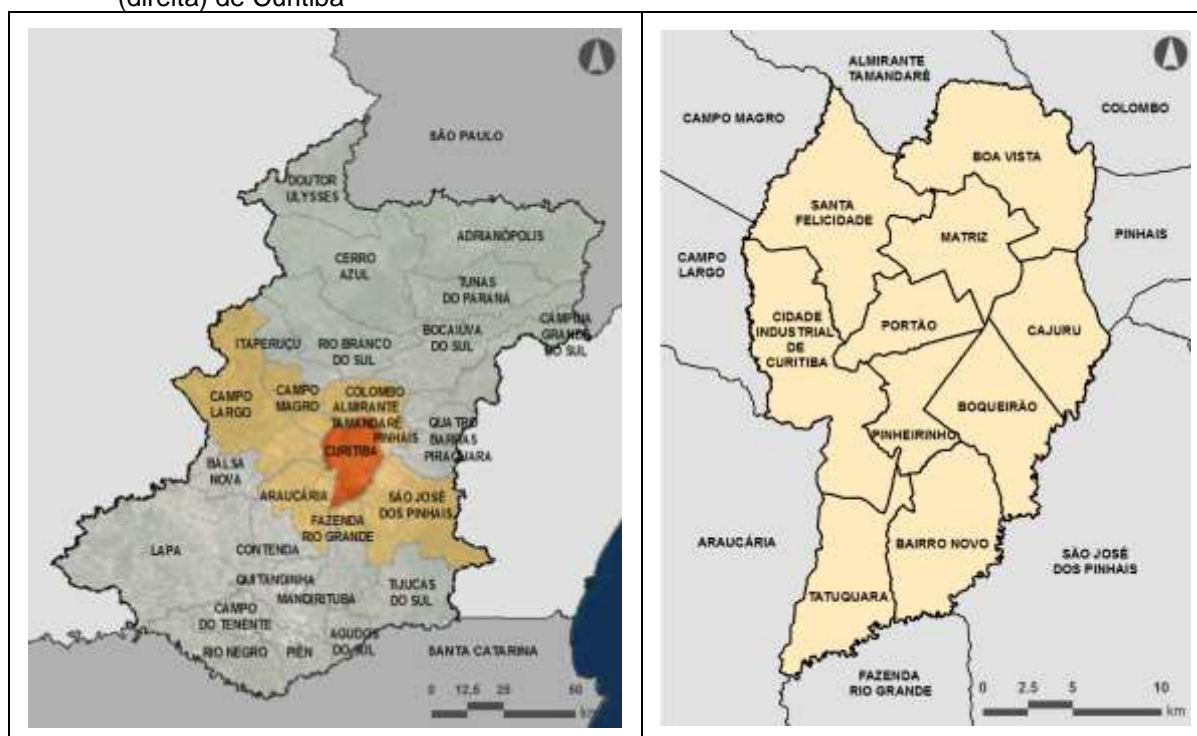 (direita) de Curitiba
SÃO PAULO
DOUTOR
ULYSSES
ADRIANÓPOLIS
CERRO
AZUL
TUNAS
DO PARANÁ
CAMPINA
GRANDE
DO SUL
BOCAIÚVA
DO SUL
ITAPERUÇU
RIO BRANCO
DO SUL
CAMPO
LARGO
CAMPO
MAGRO
COLOMBO
ALMIRANTE
TAMANDARÉ
PINHAIS
QUATRO
BARRAS
PIRAQUARA
CURITIBA
BALSA
NOVA
ARAUCÁRIA
SÃO JOSÉ
DOS PINHAIS
FAZENDA
RIO GRANDE
LAPA
CONTENDA
QUITANDINHA
MANDIRITUBA
TIJUCAS
DO SUL
CAMPO
DO TENENTE
RIO NEGRO
PIÊN
AGUDOS
DO SUL
SANTA CATARINA
0 12,5 25 50
km
ALMIRANTE
TAMANDARÉ
CAMPO MAGRO
COLOMBO
BOA VISTA
SANTA
FELICIDADE
MATRIZ
PINHAIS
CAMPO
LARGO
CIDADE
INDUSTRIAL
DE
CURITIBA
PORTÃO
CAJURU
BOQUEIRÃO
PINHEIRINHO
ARAUCÁRIA
BAIRRO NOVO
SÃO JOSÉ
DOS PINHAIS
TATUQUARA
FAZENDA
RIO GRANDE
0 2,5 5 10
km